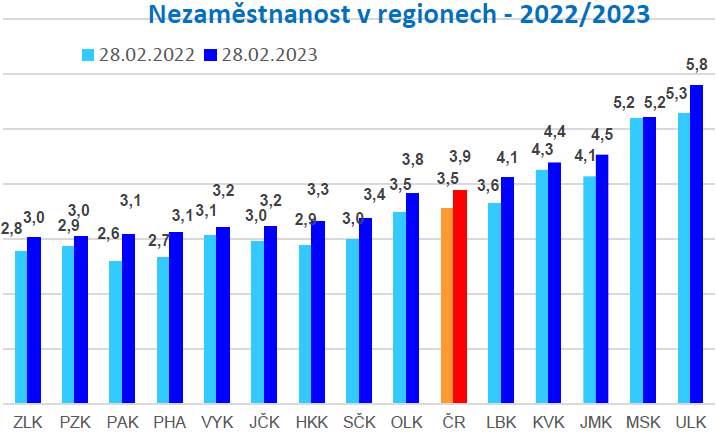 Nezaměstnanost v regionech - 2022/2023
28.02.2022 28.02.2023
2,8 3,0 2,9 3,0 2,6 3,1 2,7 3,1 3,1 3,2 3,0 3,2 2,9 3,3 3,0 3,4 3,5 3,8 3,5 3,9 3,6 4,1 4,3 4,4 4,1 4,5 5,2 5,2 5,3 5,8
ZLK PZK PAK PHA VYK JČK HKK SČK OLK ČR LBK KVK JMK MSK ULK